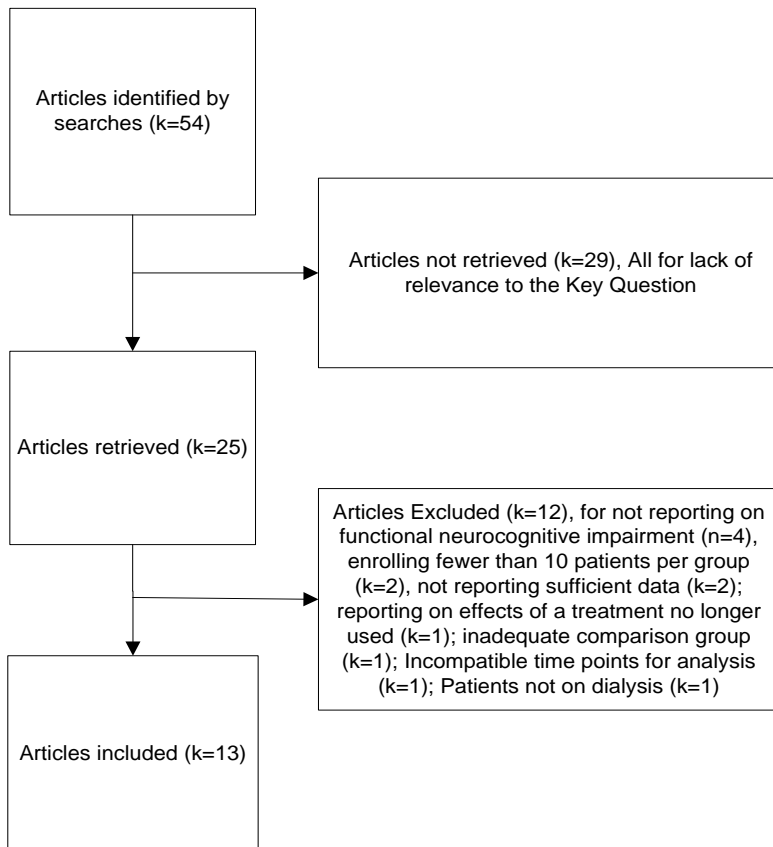 Articles identified by
searches (k=54)
Articles not retrieved (k=29), All for lack of
relevance to the Key Question
Articles retrieved (k=25)
Articles Excluded (k=12), for not reporting on
functional neurocognitive impairment (n=4),
enrolling fewer than 10 patients per group
(k=2), not reporting sufficient data (k=2);
reporting on effects of a treatment no longer
used (k=1); inadequate comparison group
(k=1); Incompatible time points for analysis
(k=1); Patients not on dialysis (k=1)
Articles included (k=13)